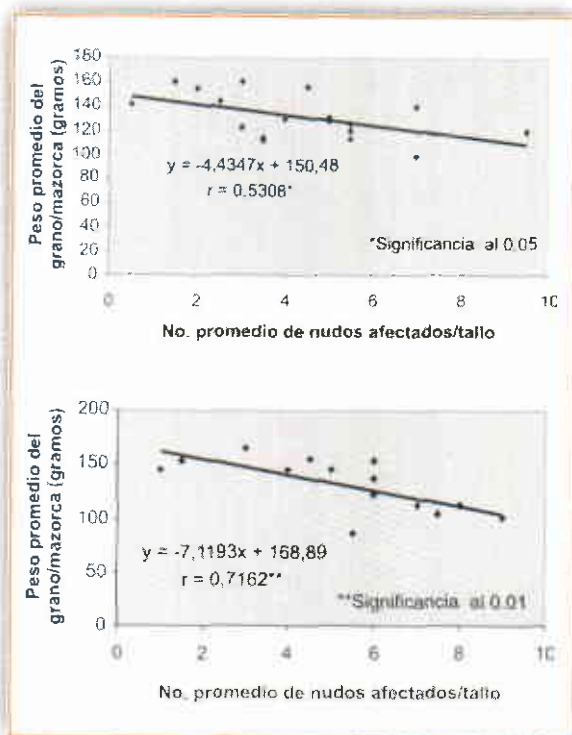 Peso promedio del
grano/mazorca (gramos)
180
160
140
120
100
80
60
40
20
0
y = -4,4347x + 150,48
r = 0.5308*
*Significancia al 0.05
0 2 4 6 8 10
No. promedio de nudos afectados/tallo
Peso promedio del
grano/mazorca (gramos)
200
150
100
50
0
y = -7,1193x + 168,89
r = 0,7162**
**Significancia al 0.01
0 2 4 6 8 10
No. promedio de nudos afectados/tallo